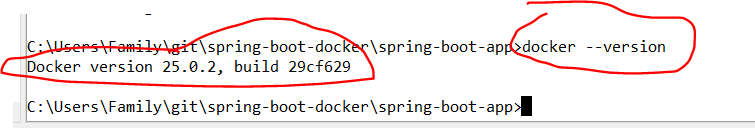 C:\Users\Family\git\spring-boot-docker\spring-boot-app>docker --version
Docker version 25.0.2, build 29cf629
C:\Users\Family\git\spring-boot-docker\spring-boot-app>